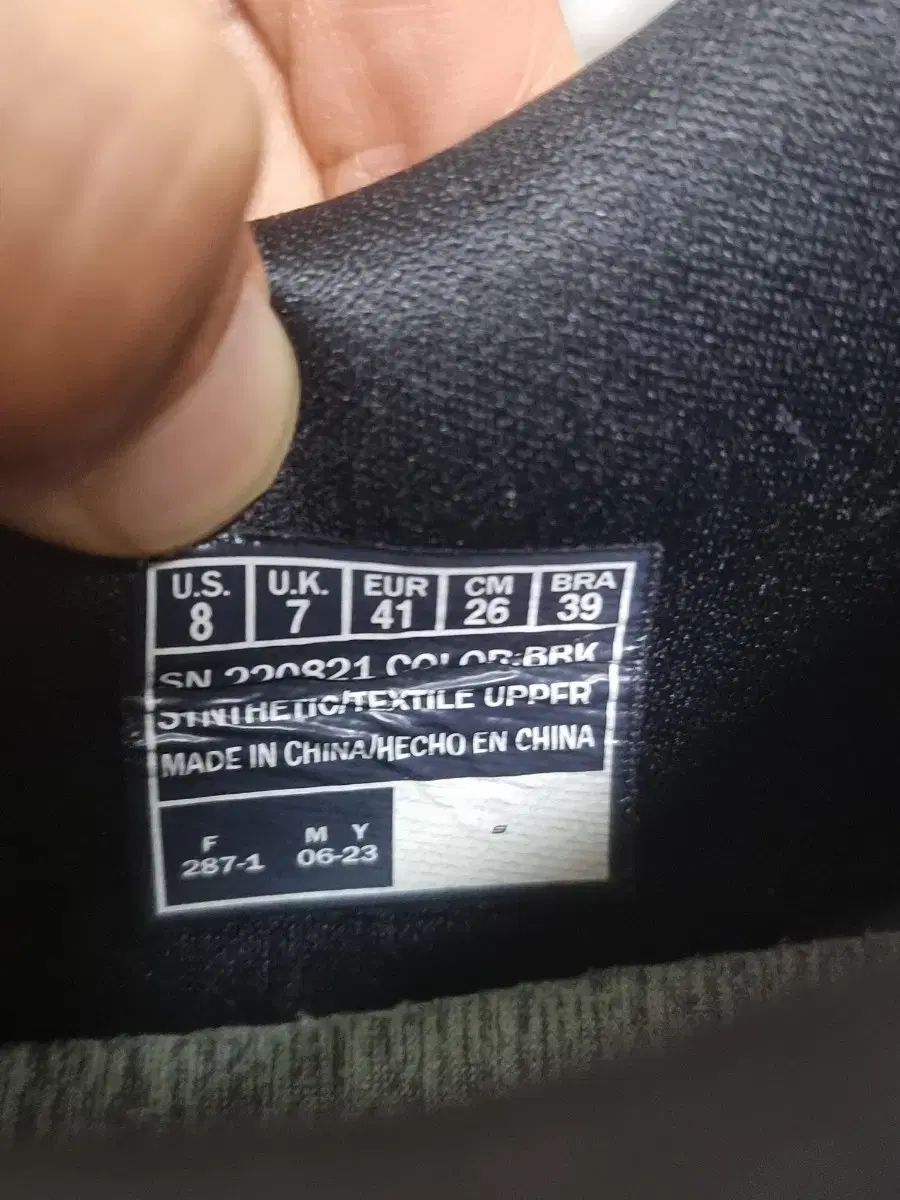 U.S. U.K. EUR CM BRA
8 7 41 26 39
SN 220821 COLOR:BRK
SYNTHETIC/TEXTILE UPPER
MADE IN CHINA/HECHO EN CHINA
F M Y
287-1 06-23